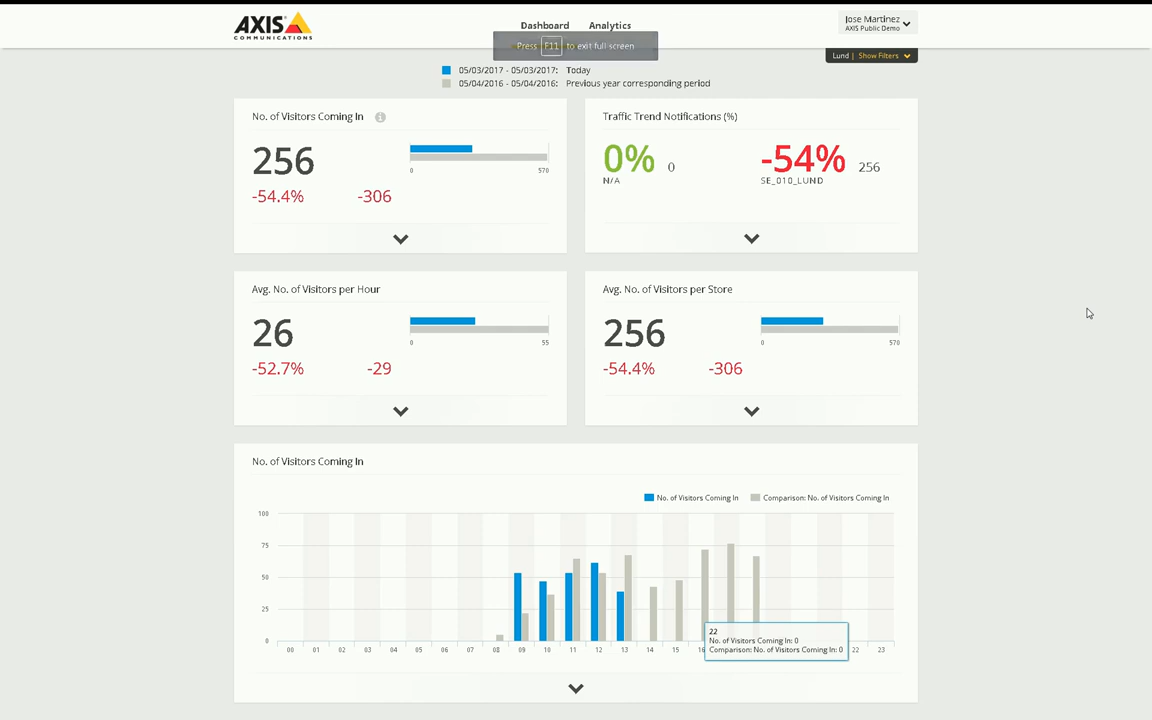 AXIS
COMMUNICATIONS
Dashboard Analytics
Jose Martinez
AXIS Public Demo
Press F11 to exit full screen
Lund | Show Filters
05/03/2017 - 05/03/2017: Today
05/04/2016 - 05/04/2016: Previous year corresponding period
No. of Visitors Coming In i
256
-54.4% -306
0 570
Traffic Trend Notifications (%)
0% 0
N/A
-54% 256
SE_010_LUND
Avg. No. of Visitors per Hour
26
-52.7% -29
0 55
Avg. No. of Visitors per Store
256
-54.4% -306
0 570
No. of Visitors Coming In
No. of Visitors Coming In Comparison: No. of Visitors Coming In
100
75
50
25
0
00 01 02 03 04 05 06 07 08 09 10 11 12 13 14 15 22 23
22
No. of Visitors Coming In: 0
Comparison: No. of Visitors Coming In: 0